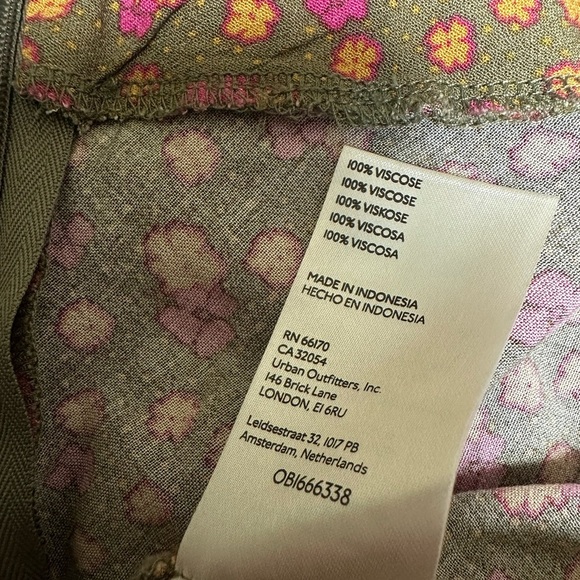 100% VISCOSE
100% VISCOSE
100% VISKOSE
100% VISCOSA
100% VISCOSA
MADE IN INDONESIA
HECHO EN INDONESIA
RN 66170
CA 32054
Urban Outfitters, Inc.
146 Brick Lane
LONDON, E1 6RU
Leidsestraat 32, 1017 PB
Amsterdam, Netherlands
OB1666338